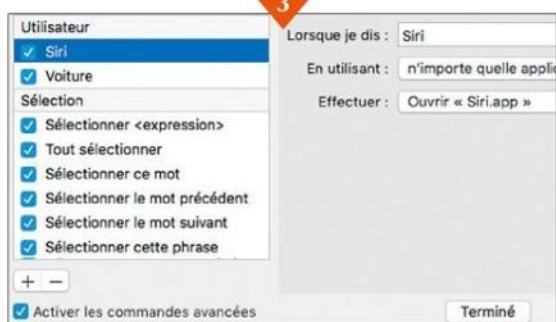 3
Utilisateur
Siri
Voiture
Sélection
Sélectionner <expression>
Tout sélectionner
Sélectionner ce mot
Sélectionner le mot précédent
Sélectionner le mot suivant
Sélectionner cette phrase
+ −
Activer les commandes avancées
Lorsque je dis : Siri
En utilisant : n'importe quelle
Effectuer : Ouvrir « Siri.app »
Terminé